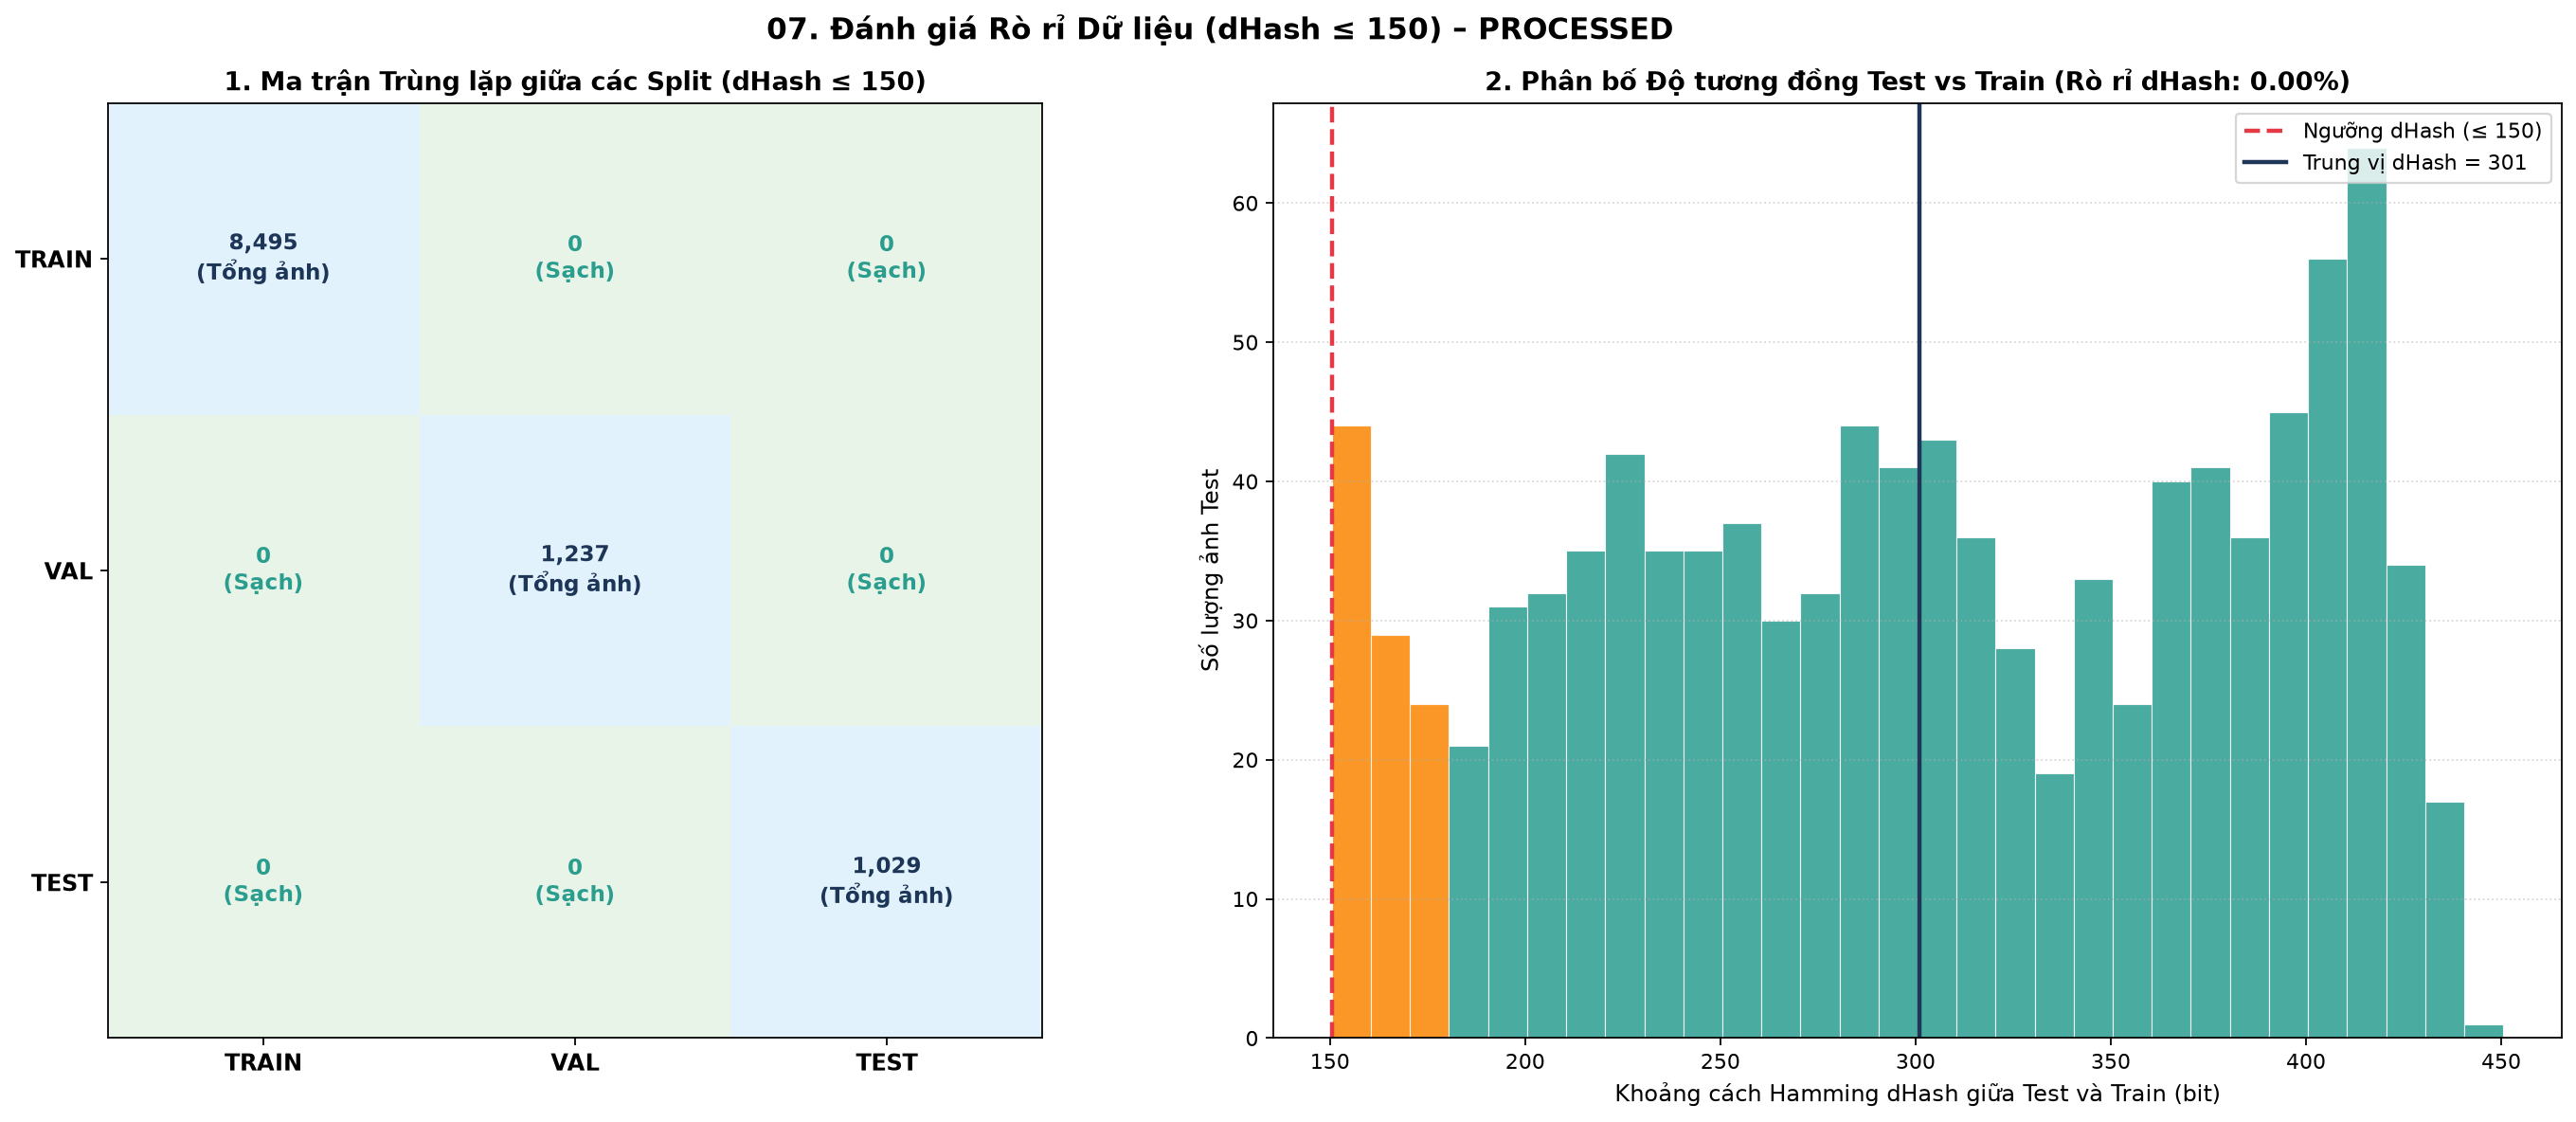 07. Đánh giá Rò rỉ Dữ liệu (dHash ≤ 150) – PROCESSED
1. Ma trận Trùng lặp giữa các Split (dHash ≤ 150)
TRAIN
8,495
(Tổng ảnh)
0
(Sạch)
0
(Sạch)
VAL
0
(Sạch)
1,237
(Tổng ảnh)
0
(Sạch)
TEST
0
(Sạch)
0
(Sạch)
1,029
(Tổng ảnh)
TRAIN
VAL
TEST
2. Phân bố Độ tương đồng Test vs Train (Rò rỉ dHash: 0.00%)
Ngưỡng dHash (≤ 150)
Trung vị dHash = 301
Số lượng ảnh Test
60
50
40
30
20
10
0
150
200
250
300
350
400
450
Khoảng cách Hamming dHash giữa Test và Train (bit)